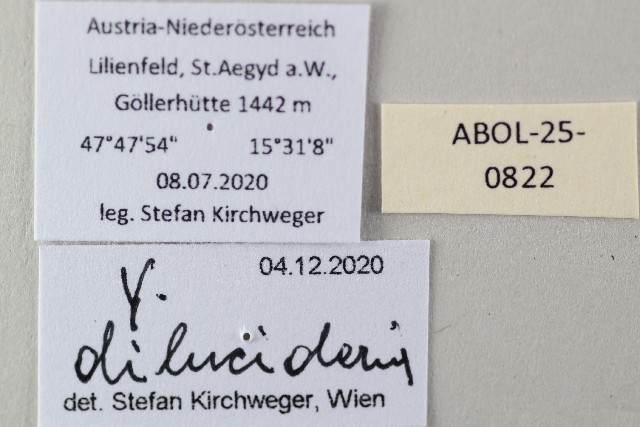 Austria-Niederösterreich
Lilienfeld, St.Aegyd a.W.,
Göllerhütte 1442 m
47°47'54" 15°31'8"
08.07.2020
leg. Stefan Kirchweger
ABOL-25-
0822
04.12.2020
Y.
dilucidaria
det. Stefan Kirchweger, Wien